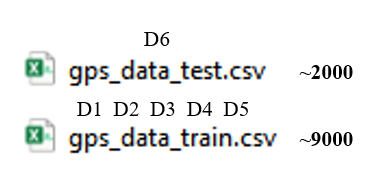 D6
gps_data_test.csv ~2000
D1 D2 D3 D4 D5
gps_data_train.csv ~9000